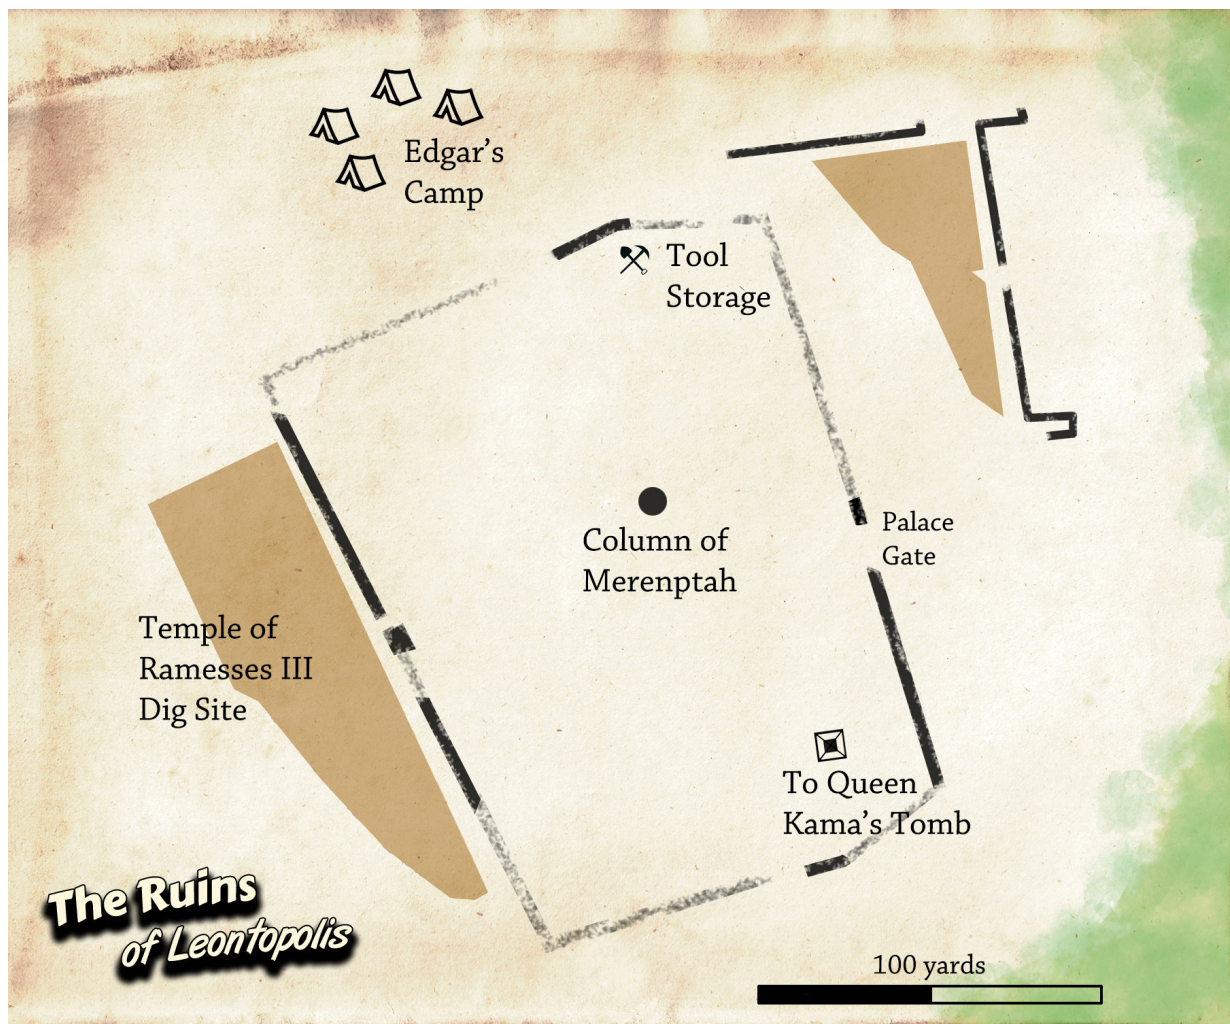 Edgar's
Camp
Tool
Storage
Palace
Gate
Column of
Merenptah
Temple of
Ramesses III
Dig Site
To Queen
Kama's Tomb
The Ruins
of Leontopolis
100 yards